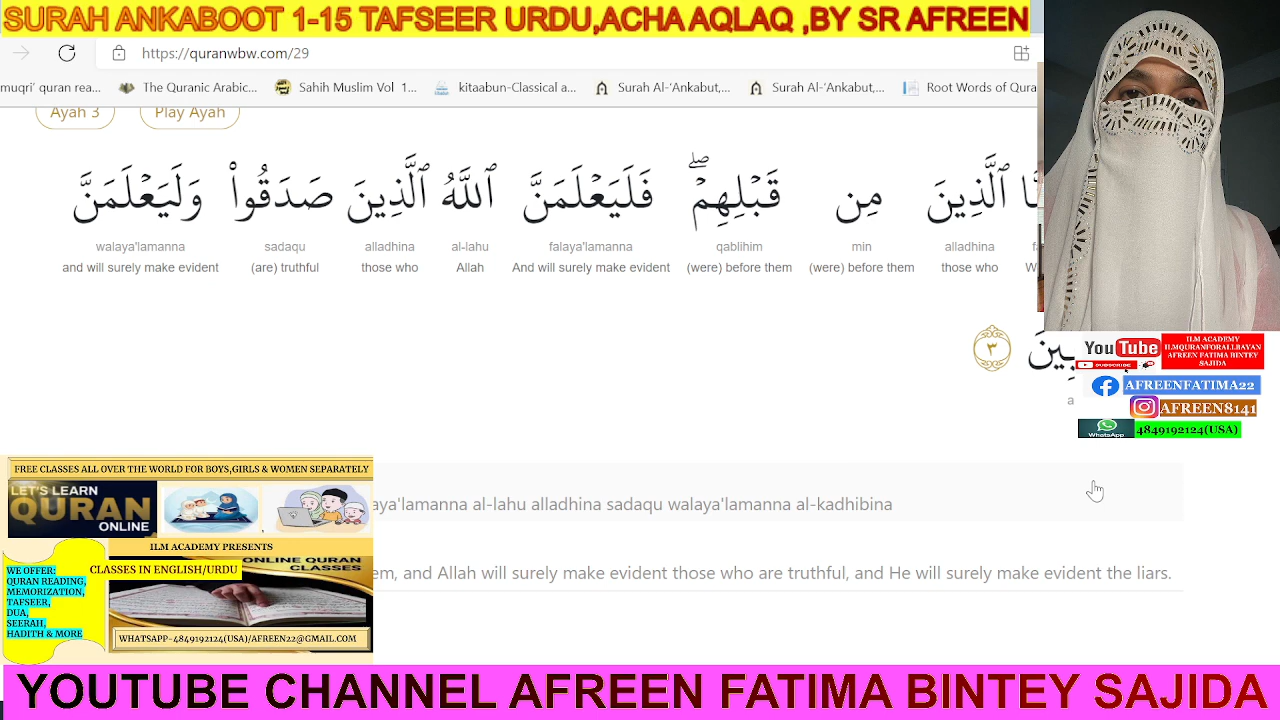 SURAH ANKABOOT 1-15 TAFSEER URDU,ACHA AQLAQ ,BY SR AFREEN
https://quranwbw.com/29
muqri' quran rea...
The Quranic Arabic...
Sahih Muslim Vol 1...
kitaabun-Classical a...
Surah Al-'Ankabut,...
Surah Al-'Ankabut,...
Root Words of Qura
Ayah 3
Play Ayah
ٱلَّذِينَ مِن قَبْلِهِمْ ۖ فَلَيَعْلَمَنَّ ٱللَّهُ ٱلَّذِينَ صَدَقُوا۟ وَلَيَعْلَمَنَّ
walaya'lamanna sadaqu alladhina al-lahu falaya'lamanna qablihim min alladhina
and will surely make evident (are) truthful those who Allah And will surely make evident (were) before them (were) before them those who
٣
aya'lamanna al-lahu alladhina sadaqu walaya'lamanna al-kadhibina
em, and Allah will surely make evident those who are truthful, and He will surely make evident the liars.
YouTube
SUBSCRIBE
ILM ACADEMY
ILMQURANFORALLBAYAN
AFREEN FATIMA BINTEY
SAJIDA
AFREENFATIMA22
AFREEN8141
WhatsApp
4849192124(USA)
FREE CLASSES ALL OVER THE WORLD FOR BOYS,GIRLS & WOMEN SEPARATELY
LET'S LEARN
QURAN
ONLINE
ILM ACADEMY PRESENTS
CLASSES IN ENGLISH/URDU
ONLINE QURAN
CLASSES
WE OFFER:
QURAN READING,
MEMORIZATION,
TAFSEER,
DUA,
SEERAH,
HADITH & MORE
WHATSAPP-4849192124(USA)/AFREEN22@GMAIL.COM
YOUTUBE CHANNEL AFREEN FATIMA BINTEY SAJIDA